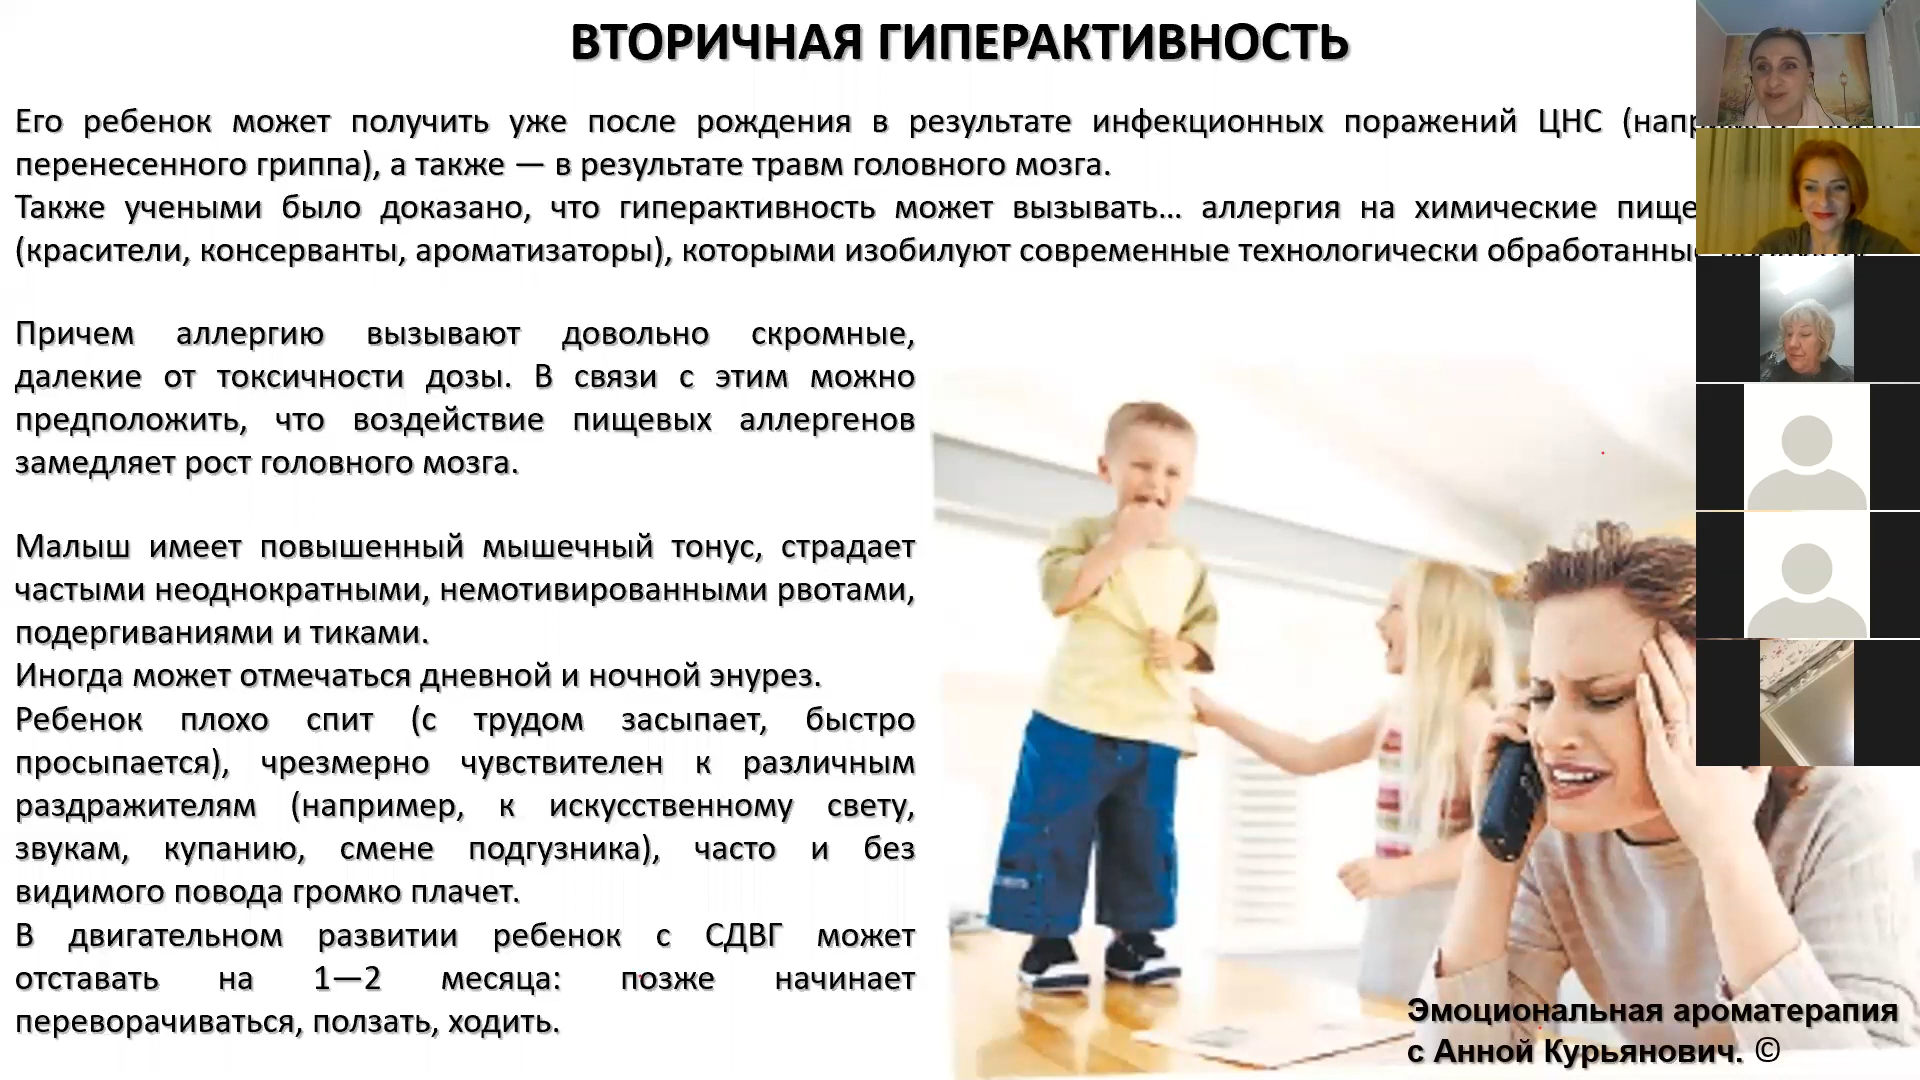 ВТОРИЧНАЯ ГИПЕРАКТИВНОСТЬ
Его ребенок может получить уже после рождения в результате инфекционных поражений ЦНС
перенесенного гриппа), а также — в результате травм головного мозга.
Также учеными было доказано, что гиперактивность может вызывать... аллергия на химические
(красители, консерванты, ароматизаторы), которыми изобилуют современные технологически
Причем аллергию вызывают довольно скромные,
далекие от токсичности дозы. В связи с этим можно
предположить, что воздействие пищевых аллергенов
замедляет рост головного мозга.
Малыш имеет повышенный мышечный тонус, страдает
частыми неоднократными, немотивированными рвотами,
подергиваниями и тиками.
Иногда может отмечаться дневной и ночной энурез.
Ребенок плохо спит (с трудом засыпает, быстро
просыпается), чрезмерно чувствителен к различным
раздражителям (например, к искусственному свету,
звукам, купанию, смене подгузника), часто и без
видимого повода громко плачет.
В двигательном развитии ребенок с СДВГ может
отставать на 1—2 месяца: позже начинает
переворачиваться, ползать, ходить.
Эмоциональная ароматерапия
с Анной Курьянович. ©